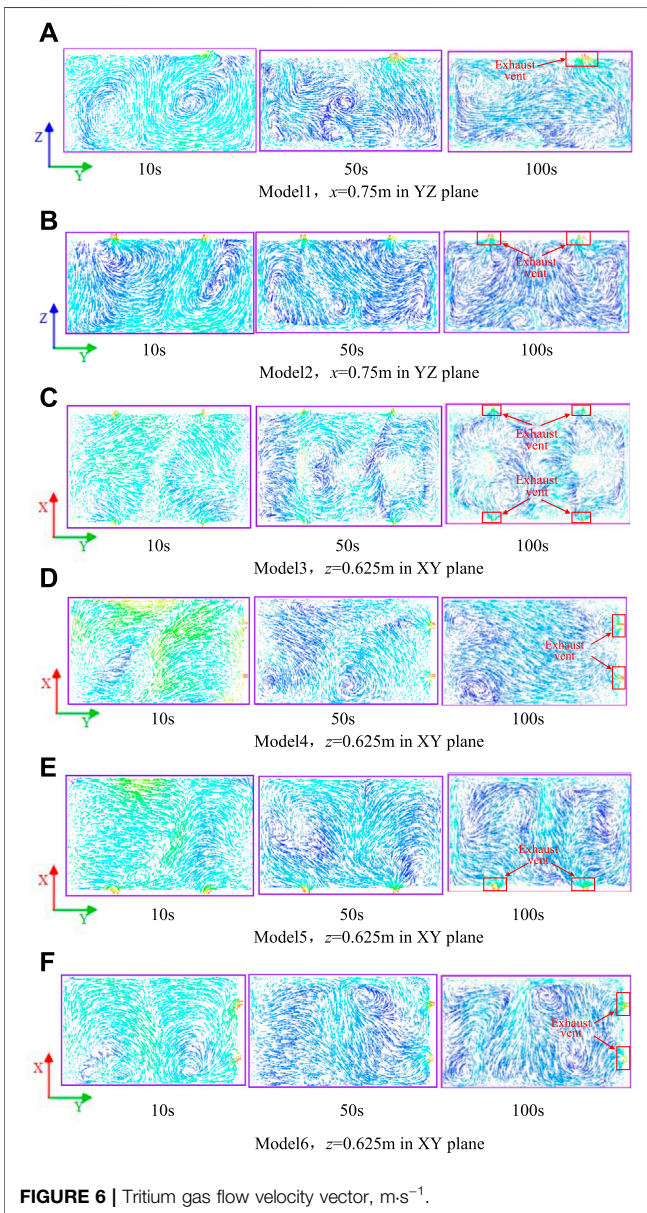 A
Exhaust
vent
Z
Y
10s
50s
100s
Model1，x=0.75m in YZ plane
B
Exhaust
vent
Z
Y
10s
50s
100s
Model2，x=0.75m in YZ plane
C
Exhaust
vent
Exhaust
vent
X
Y
10s
50s
100s
Model3，z=0.625m in XY plane
D
Exhaust
vent
X
Y
10s
50s
100s
Model4，z=0.625m in XY plane
E
Exhaust
vent
X
Y
10s
50s
100s
Model5，z=0.625m in XY plane
F
Exhaust
vent
X
Y
10s
50s
100s
Model6，z=0.625m in XY plane
FIGURE 6 | Tritium gas flow velocity vector, m·s⁻¹.